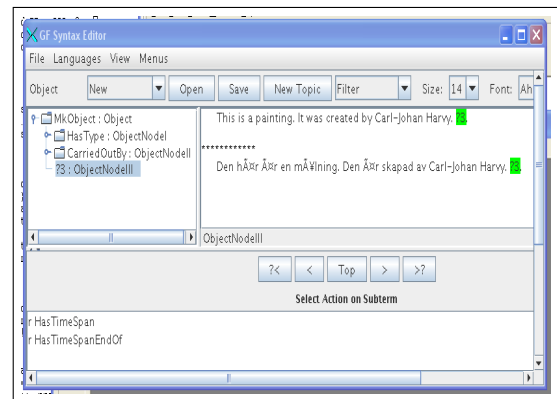 GF Syntax Editor
File Languages View Menus
Object New Open Save New Topic Filter Size: 14 Font: Ah
MkObject : Object
HasType : ObjectNodeI
CarriedOutBy : ObjectNodeII
?3 : ObjectNodeIII
This is a painting. It was created by Carl-Johan Harvy. ?3.
************
Den hÃ¤r Ã¤r en mÃ¥lning. Den Ã¤r skapad av Carl-Johan Harvy. ?3.
ObjectNodeIII
?< < Top > >?
Select Action on Subterm
r HasTimeSpan
r HasTimeSpanEndOf